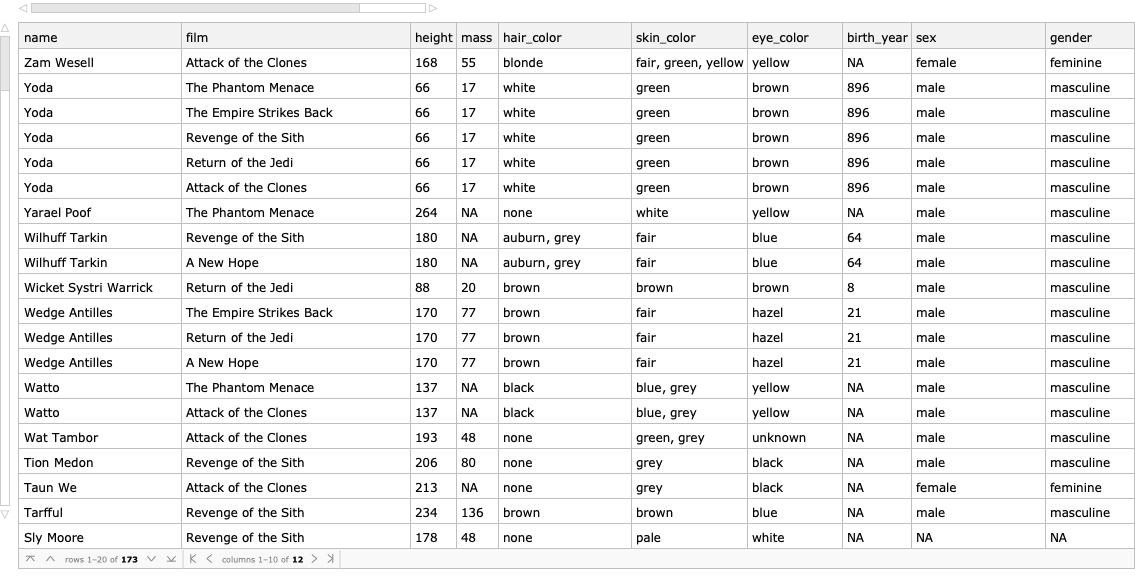 name film height mass hair_color skin_color eye_color birth_year sex gender
Zam Wesell Attack of the Clones 168 55 blonde fair, green, yellow yellow NA female feminine
Yoda The Phantom Menace 66 17 white green brown 896 male masculine
Yoda The Empire Strikes Back 66 17 white green brown 896 male masculine
Yoda Revenge of the Sith 66 17 white green brown 896 male masculine
Yoda Return of the Jedi 66 17 white green brown 896 male masculine
Yoda Attack of the Clones 66 17 white green brown 896 male masculine
Yarael Poof The Phantom Menace 264 NA none white yellow NA male masculine
Wilhuff Tarkin Revenge of the Sith 180 NA auburn, grey fair blue 64 male masculine
Wilhuff Tarkin A New Hope 180 NA auburn, grey fair blue 64 male masculine
Wicket Systri Warrick Return of the Jedi 88 20 brown brown brown 8 male masculine
Wedge Antilles The Empire Strikes Back 170 77 brown fair hazel 21 male masculine
Wedge Antilles Return of the Jedi 170 77 brown fair hazel 21 male masculine
Wedge Antilles A New Hope 170 77 brown fair hazel 21 male masculine
Watto The Phantom Menace 137 NA black blue, grey yellow NA male masculine
Watto Attack of the Clones 137 NA black blue, grey yellow NA male masculine
Wat Tambor Attack of the Clones 193 48 none green, grey unknown NA male masculine
Tion Medon Revenge of the Sith 206 80 none grey black NA male masculine
Taun We Attack of the Clones 213 NA none grey black NA female feminine
Tarfful Revenge of the Sith 234 136 brown brown blue NA male masculine
Sly Moore Revenge of the Sith 178 48 none pale white NA NA NA
rows 1–20 of 173 columns 1–10 of 12